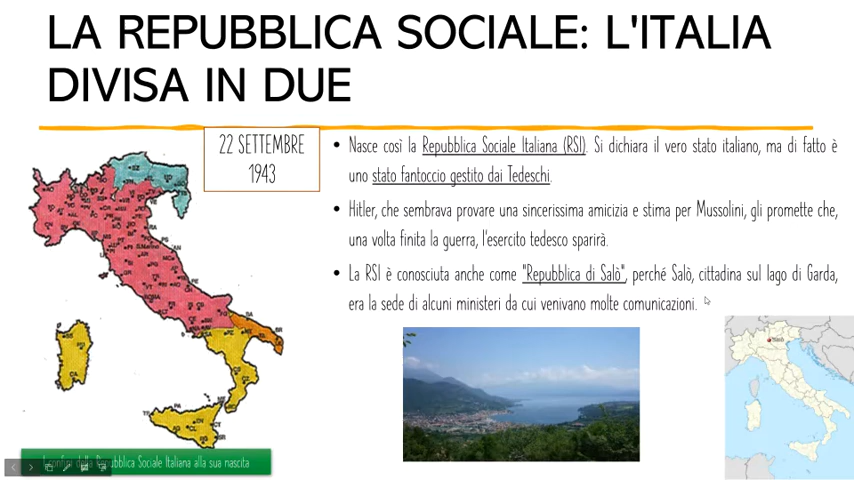 LA REPUBBLICA SOCIALE: L'ITALIA
DIVISA IN DUE
22 SETTEMBRE
1943
• Nasce così la Repubblica Sociale Italiana (RSI). Si dichiara il vero stato italiano, ma di fatto è
uno stato fantoccio gestito dai Tedeschi.
• Hitler, che sembrava provare una sincerissima amicizia e stima per Mussolini, gli promette che,
una volta finita la guerra, l'esercito tedesco sparirà.
• La RSI è conosciuta anche come "Repubblica di Salò", perché Salò, cittadina sul lago di Garda,
era la sede di alcuni ministeri da cui venivano molte comunicazioni.
Salò
della Repubblica Sociale Italiana alla sua nascita